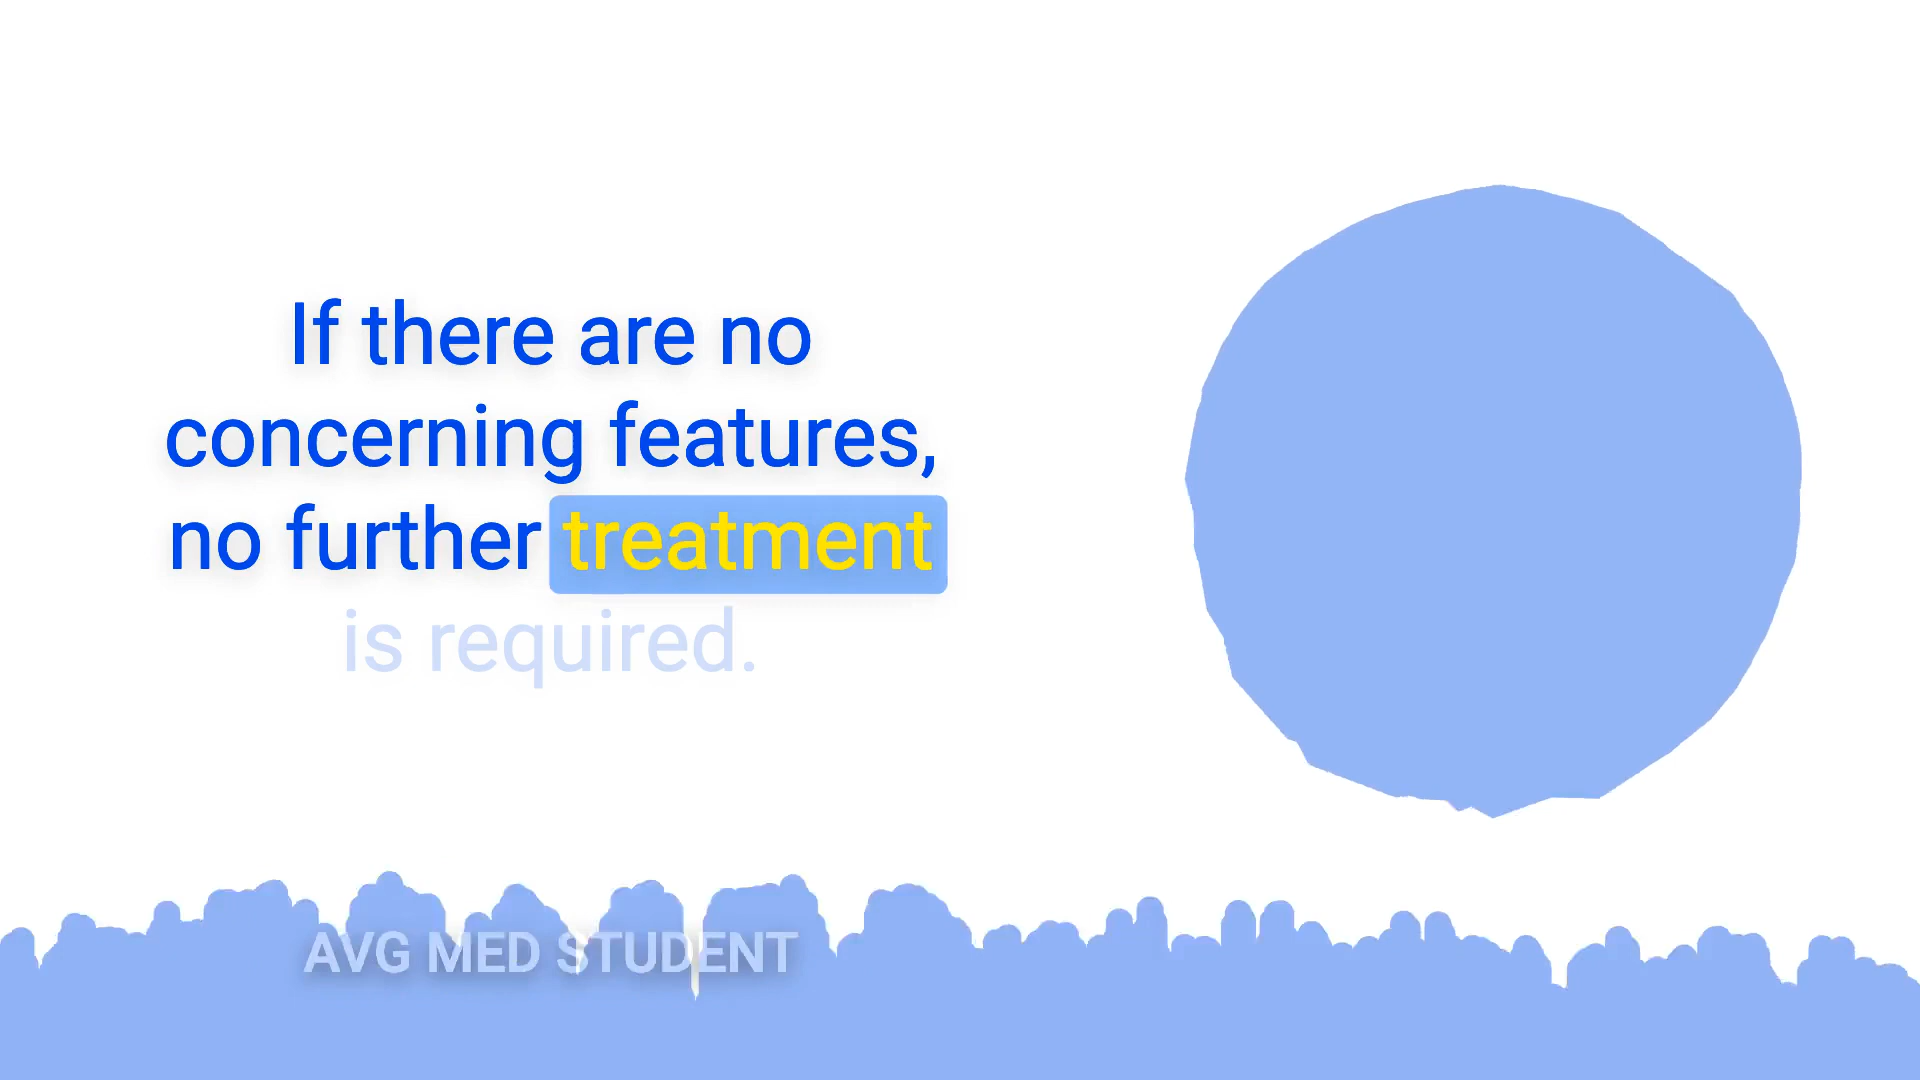 If there are no
concerning features,
no further treatment
is required.
AVG MED STUDENT